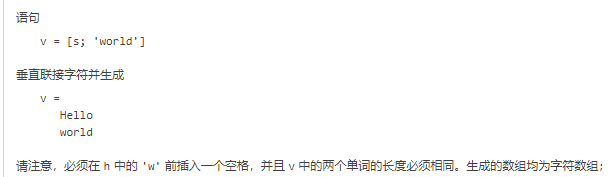 语句
v = [s; 'world']
垂直联接字符并生成
v =
Hello
world
请注意，必须在 h 中的 'w' 前插入一个空格，并且 v 中的两个单词的长度必须相同。生成的数组均为字符数组；